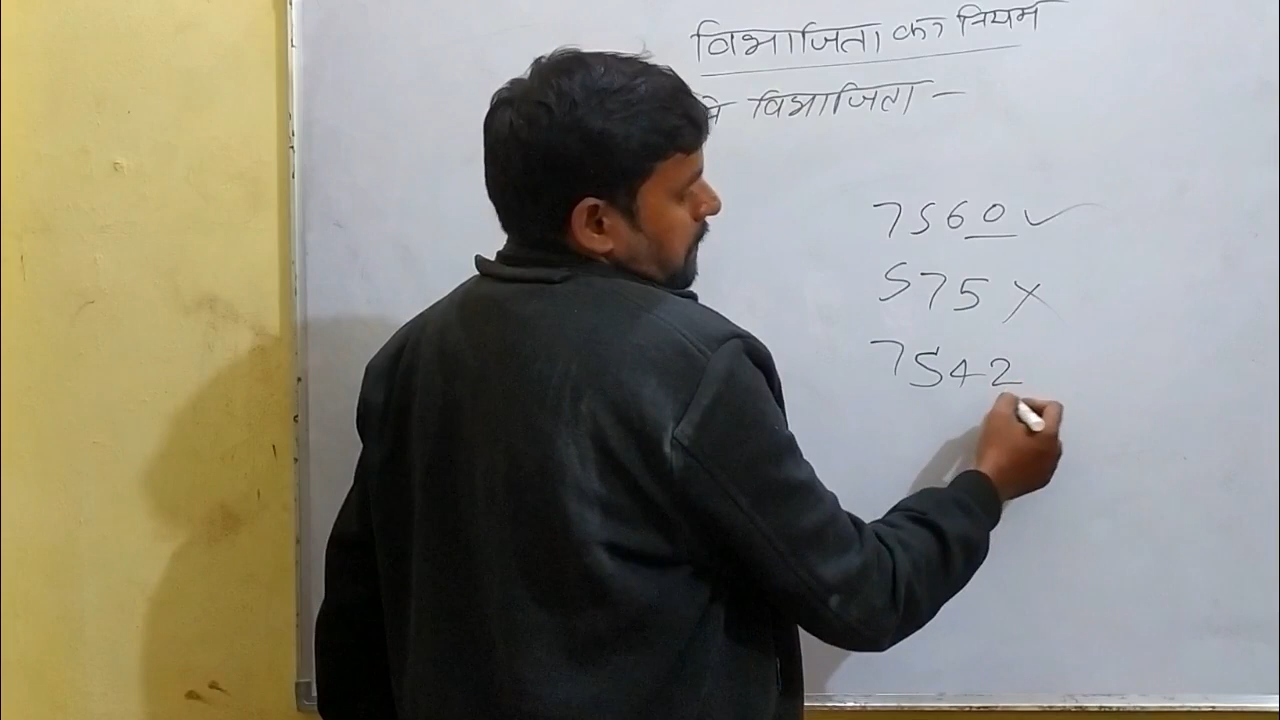 विभाजिता का नियम
से विभाजिता -
7560 ✓
575 ×
7542